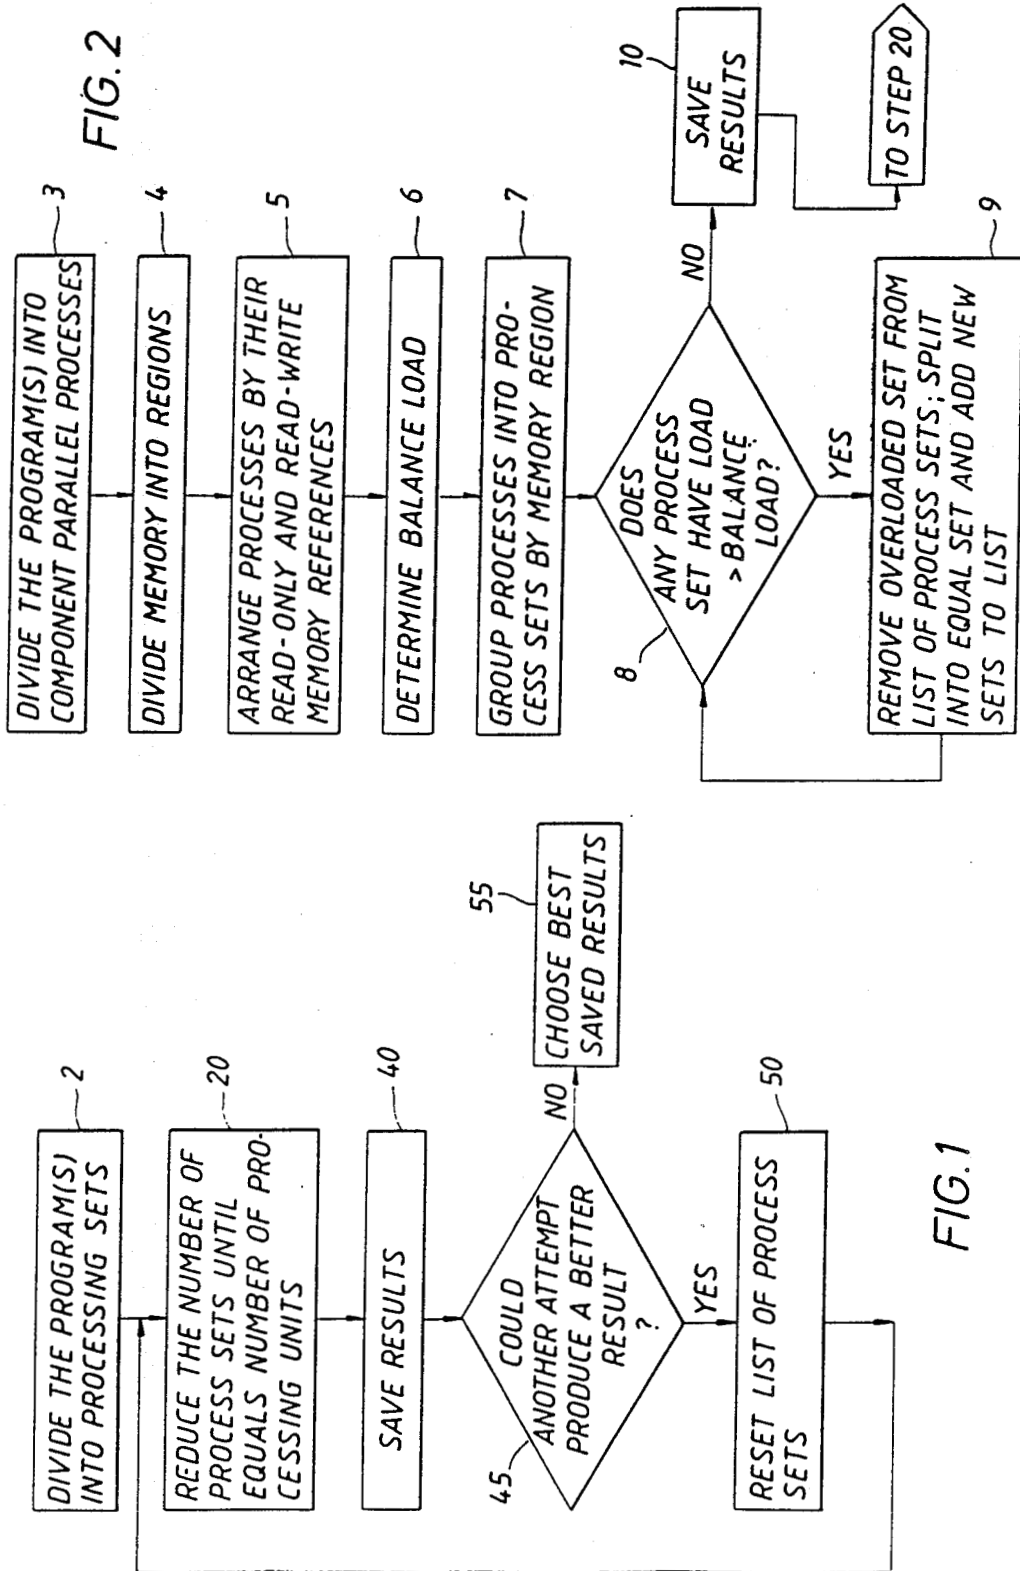 2
DIVIDE THE PROGRAM(S)
INTO PROCESSING SETS
20
REDUCE THE NUMBER OF
PROCESS SETS UNTIL
EQUALS NUMBER OF PRO-
CESSING UNITS
40
SAVE RESULTS
45
COULD
ANOTHER ATTEMPT
PRODUCE A BETTER
RESULT
?
NO
55
CHOOSE BEST
SAVED RESULTS
YES
50
RESET LIST OF PROCESS
SETS
FIG.1
FIG.2
3
DIVIDE THE PROGRAM(S) INTO
COMPONENT PARALLEL PROCESSES
4
DIVIDE MEMORY INTO REGIONS
5
ARRANGE PROCESSES BY THEIR
READ-ONLY AND READ-WRITE
MEMORY REFERENCES
6
DETERMINE BALANCE LOAD
7
GROUP PROCESSES INTO PRO-
CESS SETS BY MEMORY REGION
8
DOES
ANY PROCESS
SET HAVE LOAD
>BALANCE
LOAD?
NO
10
SAVE
RESULTS
TO STEP 20
YES
9
REMOVE OVERLOADED SET FROM
LIST OF PROCESS SETS; SPLIT
INTO EQUAL SET AND ADD NEW
SETS TO LIST